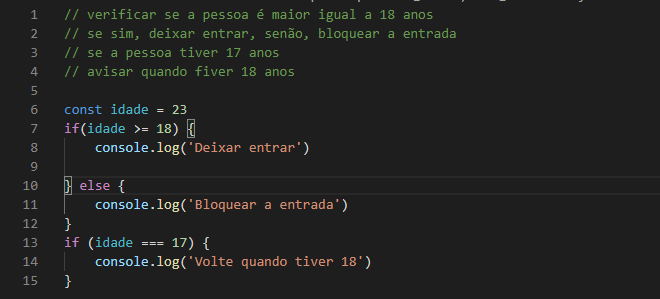 1 // verificar se a pessoa é maior igual a 18 anos
2 // se sim, deixar entrar, senão, bloquear a entrada
3 // se a pessoa tiver 17 anos
4 // avisar quando fiver 18 anos
5
6 const idade = 23
7 if(idade >= 18) {
8 console.log('Deixar entrar')
9
10 } else {
11 console.log('Bloquear a entrada')
12 }
13 if (idade === 17) {
14 console.log('Volte quando tiver 18')
15 }